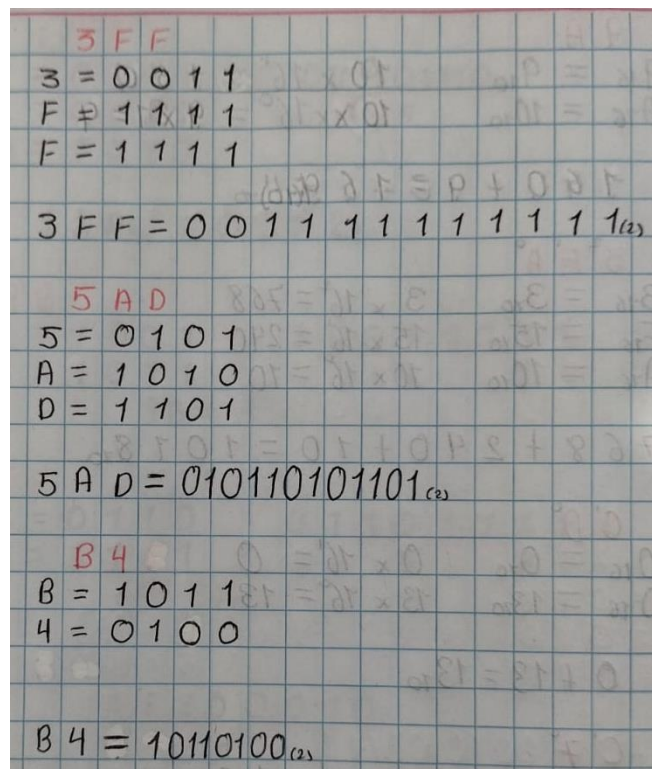 3 F F
3 = 0 0 1 1
F = 1 1 1 1
F = 1 1 1 1
3 F F = 0 0 1 1 1 1 1 1 1 1 1 1(2)
5 A D
5 = 0 1 0 1
A = 1 0 1 0
D = 1 1 0 1
5 A D = 010110101101(2)
B 4
B = 1 0 1 1
4 = 0 1 0 0
B 4 = 10110100(2)